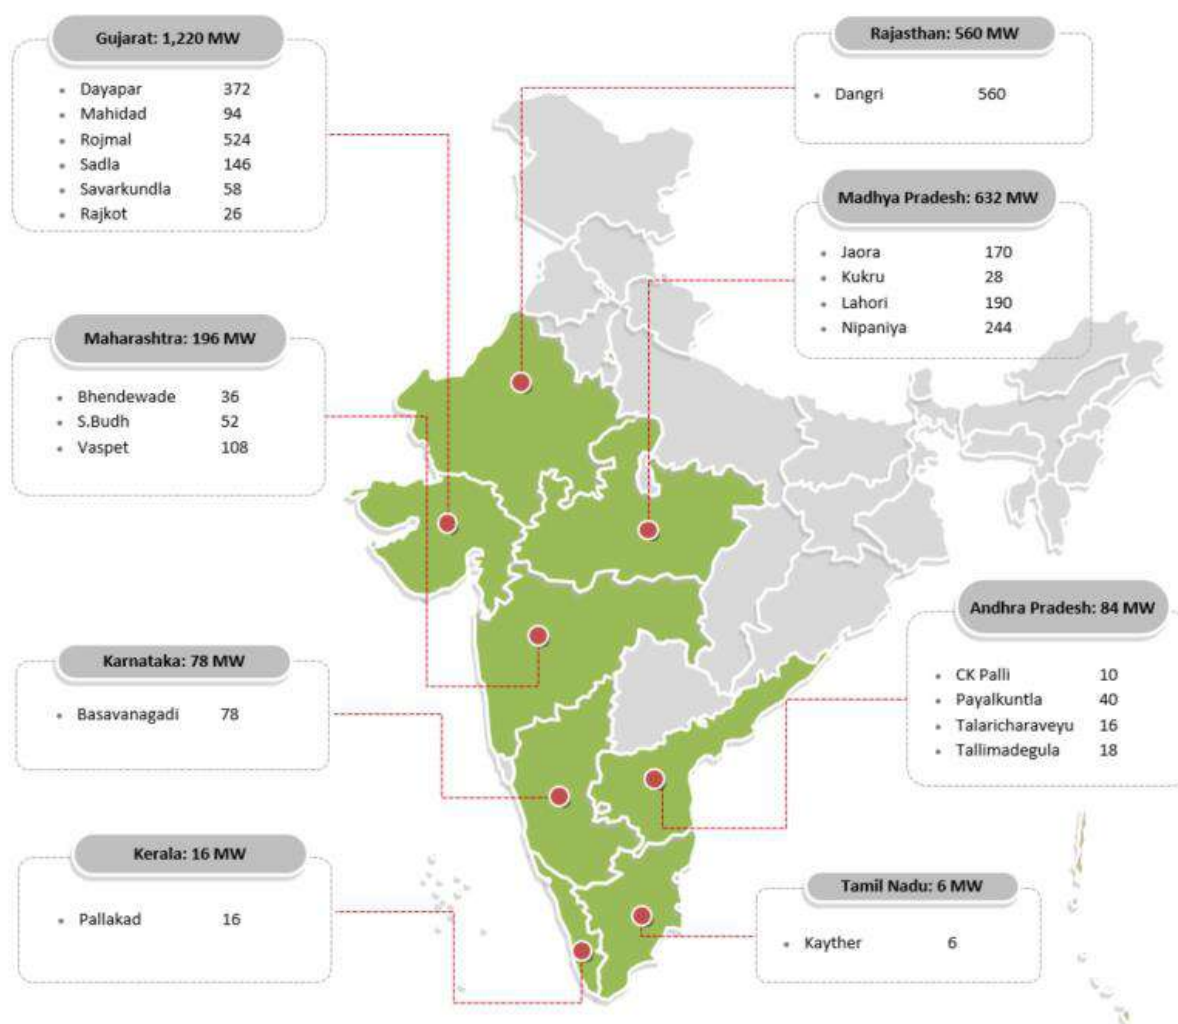 Gujarat: 1,220 MW
Dayapar 372
Mahidad 94
Rojmal 524
Sadla 146
Savarkundla 58
Rajkot 26
Rajasthan: 560 MW
Dangri 560
Madhya Pradesh: 632 MW
Jaora 170
Kukru 28
Lahori 190
Nipaniya 244
Maharashtra: 196 MW
Bhendewade 36
S.Budh 52
Vaspet 108
Andhra Pradesh: 84 MW
CK Palli 10
Payalkuntla 40
Talaricharaveyu 16
Tallimadegula 18
Karnataka: 78 MW
Basavanagadi 78
Kerala: 16 MW
Pallakad 16
Tamil Nadu: 6 MW
Kayther 6